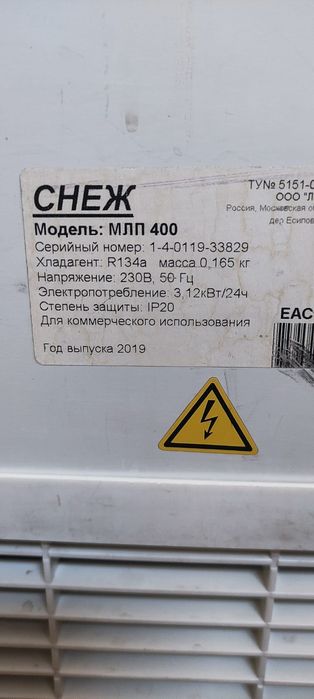 СНЕЖ
ТУ№ 5151-0
ООО "Л
Россия, Московская о
дер Есипов
Модель: МЛП 400
Серийный номер: 1-4-0119-33829
Хладагент: R134a масса.0,165 кг
Напряжение: 230В, 50 Гц
Электропотребление: 3,12кВт/24ч
Степень защиты: IP20
Для коммерческого использования
EAC
Год выпуска 2019